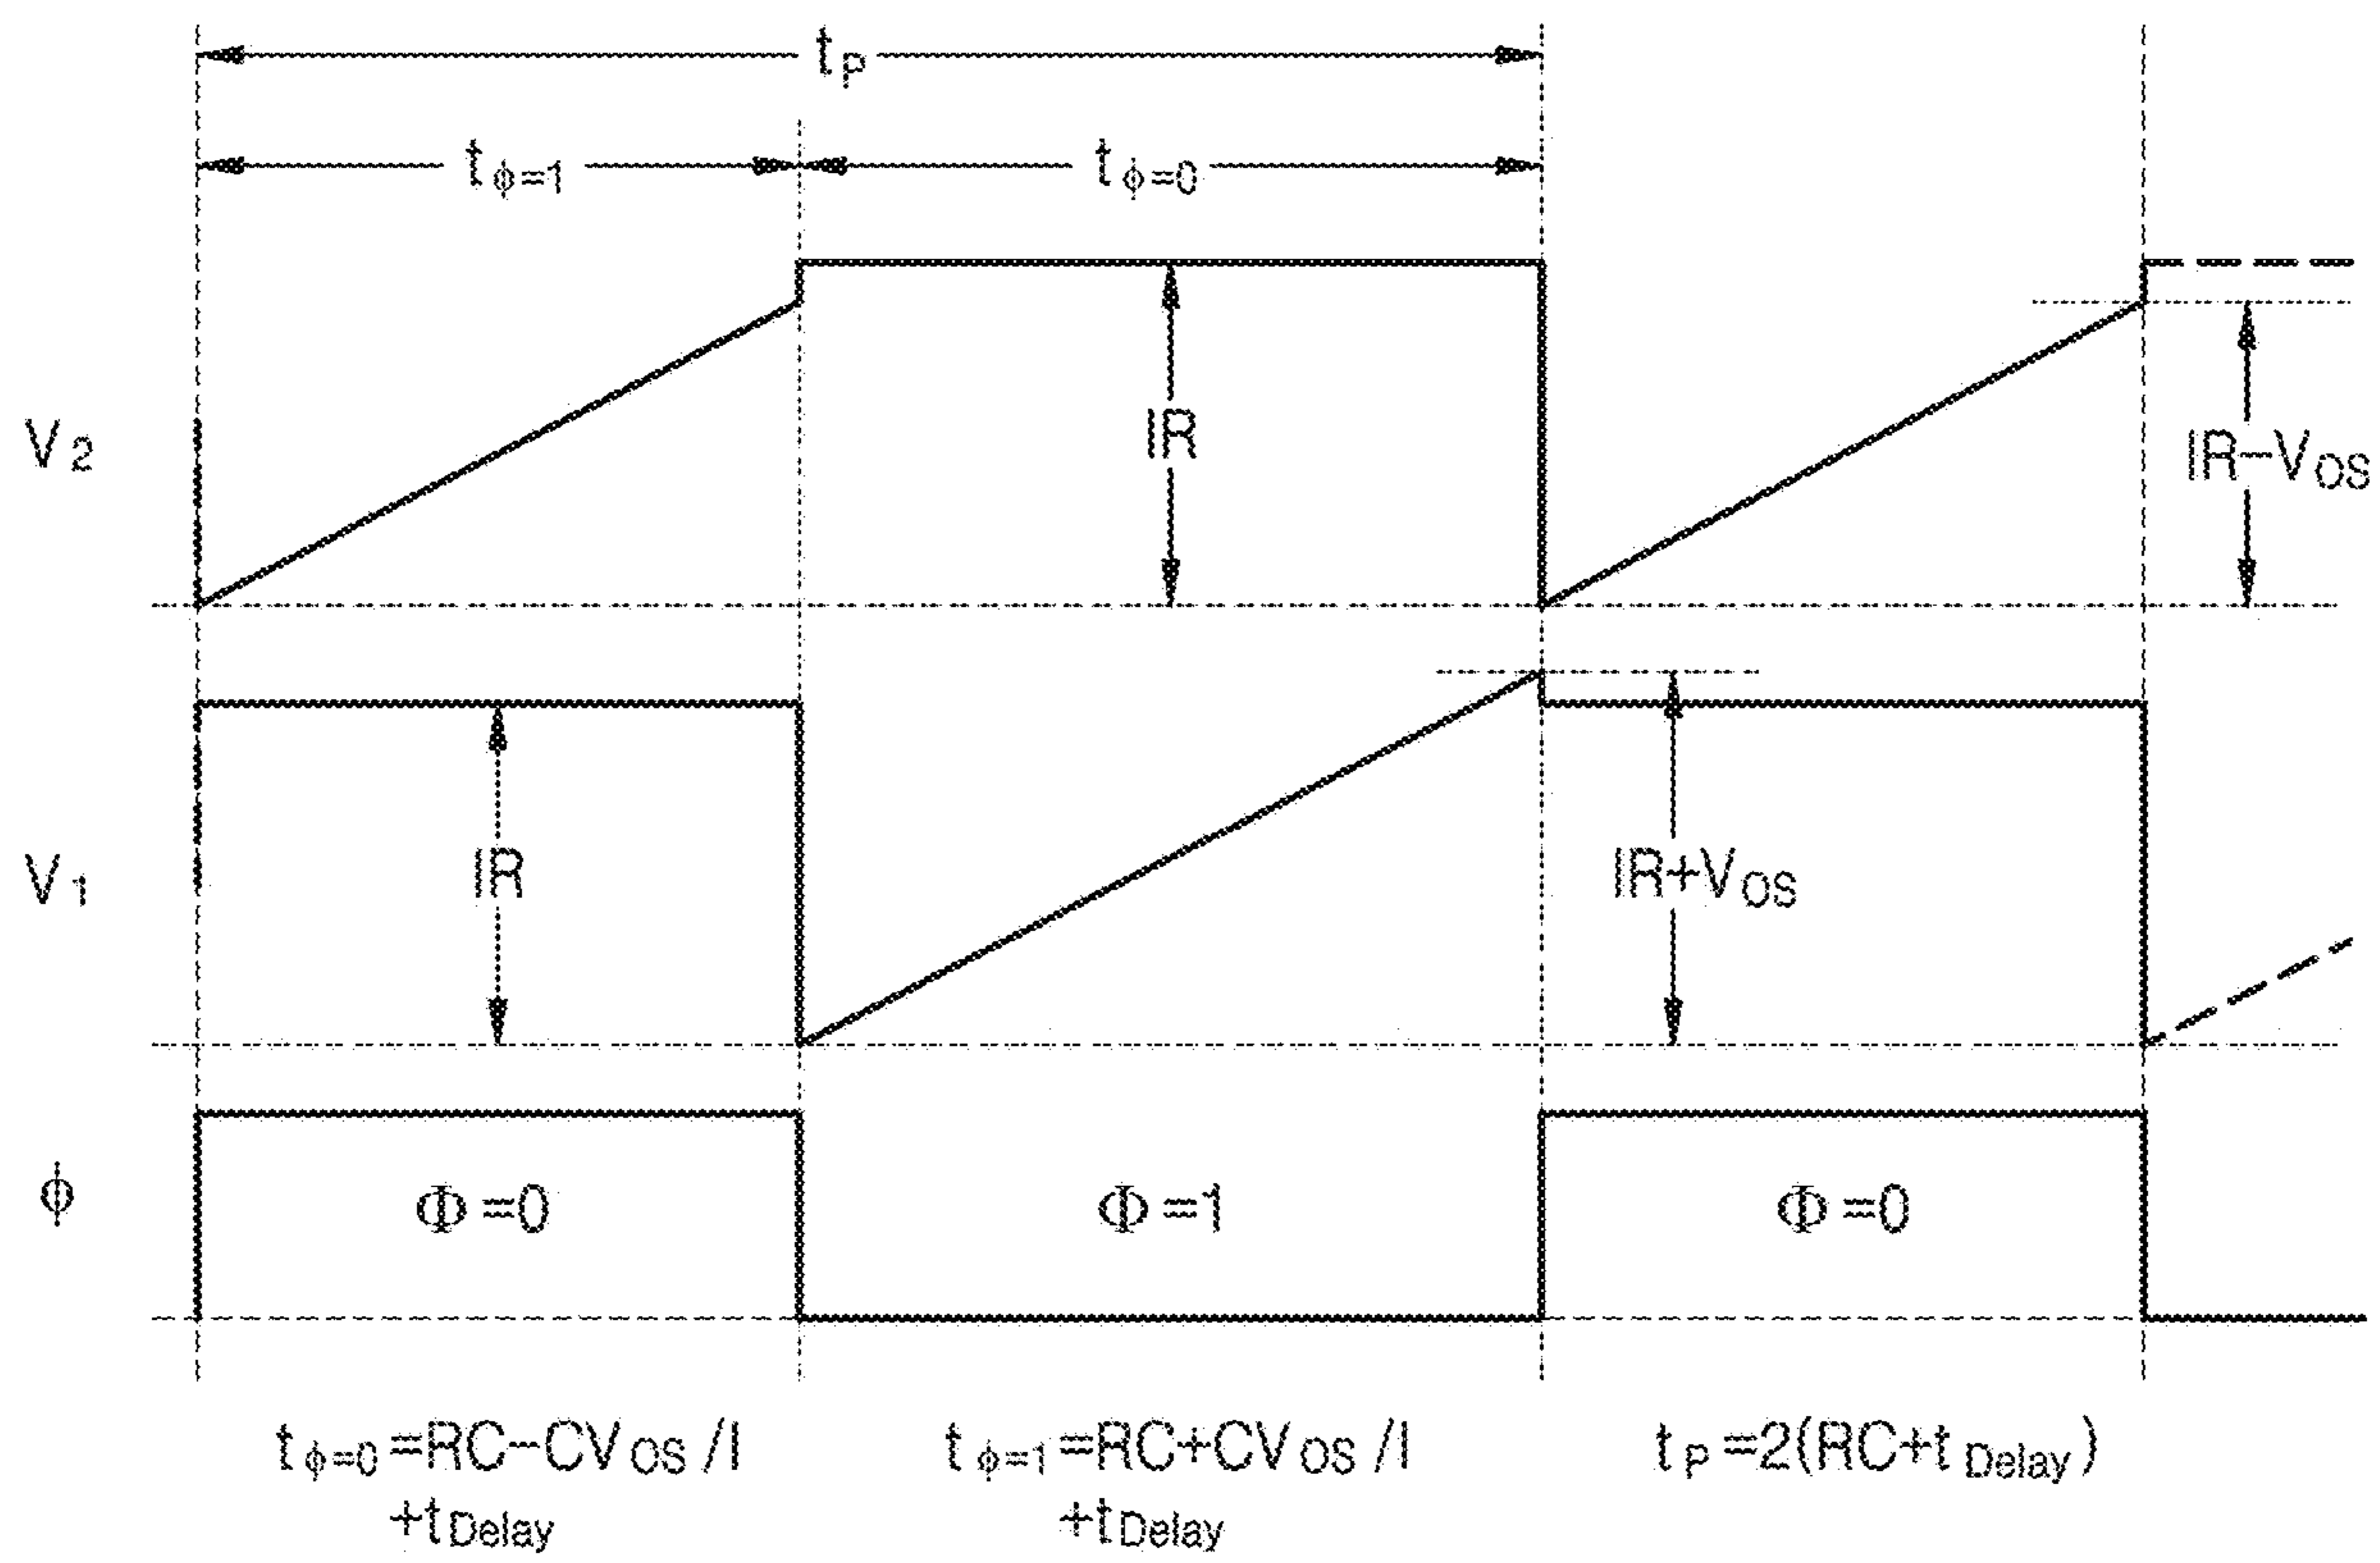 tP
tϕ=1
tϕ=0
V2
IR
IR−VOS
V1
IR
IR+VOS
ϕ
Φ=0
Φ=1
Φ=0
tϕ=0=RC−CVOS/I
+tDelay
tϕ=1=RC+CVOS/I
+tDelay
tP=2(RC+tDelay)